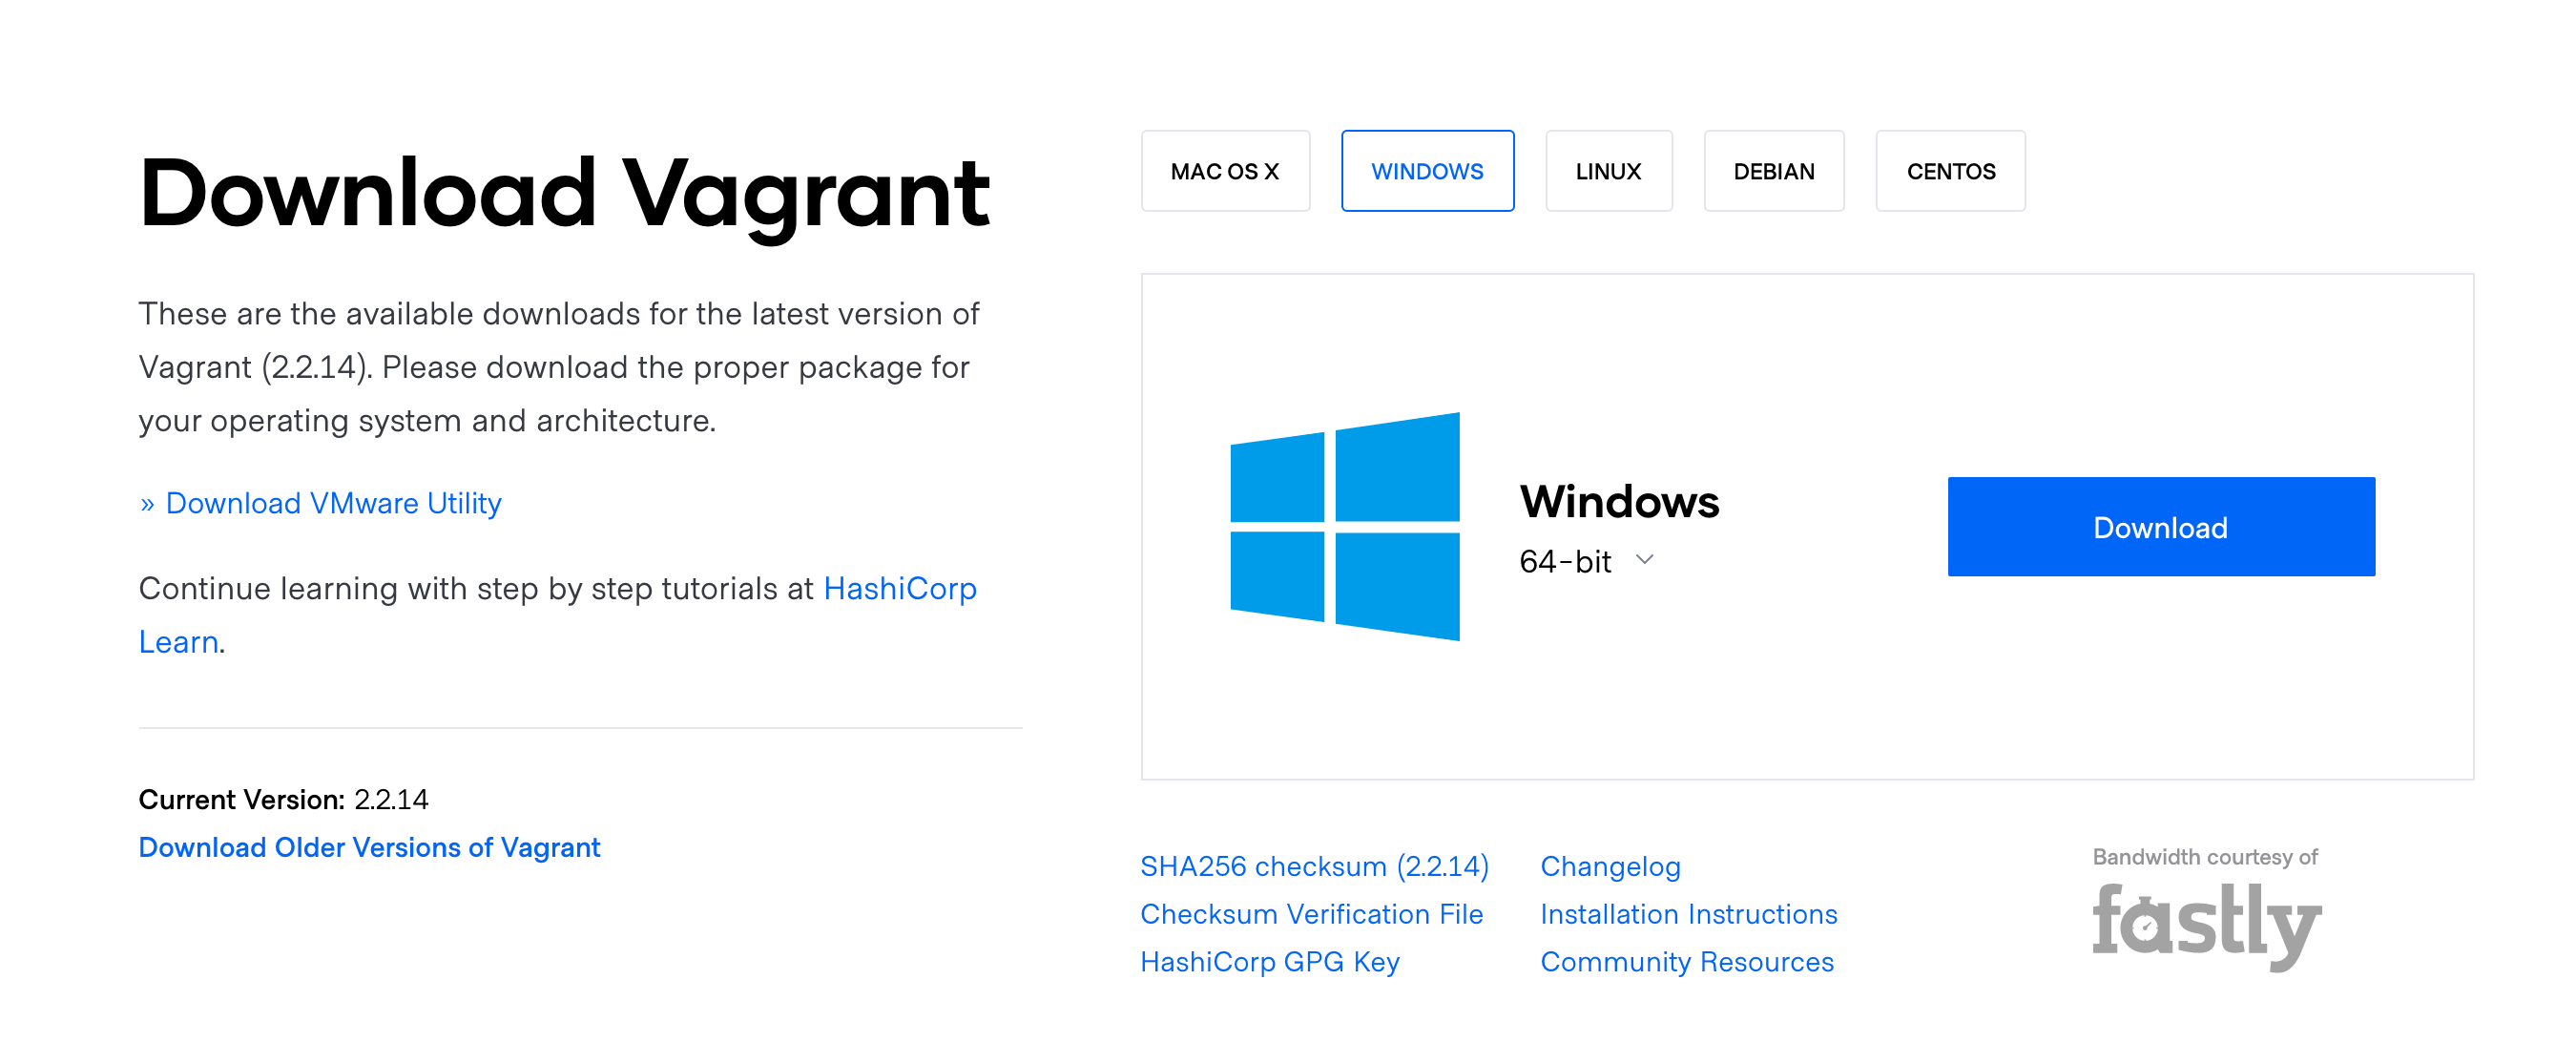 Download Vagrant
These are the available downloads for the latest version of
Vagrant (2.2.14). Please download the proper package for
your operating system and architecture.
» Download VMware Utility
Continue learning with step by step tutorials at HashiCorp
Learn.
Current Version: 2.2.14
Download Older Versions of Vagrant
MAC OS X
WINDOWS
LINUX
DEBIAN
CENTOS
Windows
64-bit
Download
SHA256 checksum (2.2.14)
Checksum Verification File
HashiCorp GPG Key
Changelog
Installation Instructions
Community Resources
Bandwidth courtesy of
fastly